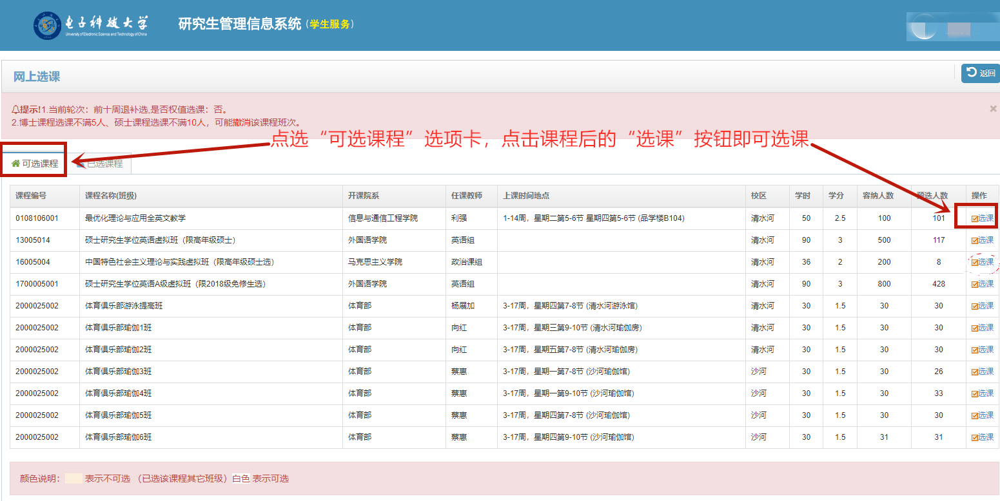 电子科技大学
University of Electronic Science and Technology of China
研究生管理信息系统 (学生服务)
网上选课
返回
提示!1.当前轮次：前十周退补选,是否权值选课：否。
2.博士课程选课不满5人、硕士课程选课不满10人，可能撤消该课程班次。
点选“可选课程”选项卡，点击课程后的“选课”按钮即可选课
可选课程 已选课程
课程编号 课程名称(班级) 开课院系 任课教师 上课时间地点 校区 学时 学分 容纳人数 预选人数 操作
0108106001 最优化理论与应用全英文教学 信息与通信工程学院 利强 1-14周，星期二第5-6节 星期四第5-6节 (品学楼B104) 清水河 50 2.5 100 101 选课
13005014 硕士研究生学位英语虚拟班（限高年级硕士） 外国语学院 英语组 清水河 90 3 500 117 选课
16005004 中国特色社会主义理论与实践虚拟班（限高年级硕士选） 马克思主义学院 政治课组 清水河 36 2 200 8 选课
1700005001 硕士研究生学位英语A级虚拟班（限2018级免修生选） 外国语学院 英语组 清水河 90 3 800 428 选课
2000025002 体育俱乐部游泳提高班 体育部 杨展加 3-17周，星期四第7-8节 (清水河游泳馆) 清水河 30 1.5 30 30 选课
2000025002 体育俱乐部瑜伽1班 体育部 向红 3-17周，星期三第9-10节 (清水河瑜伽房) 清水河 30 1.5 30 30 选课
2000025002 体育俱乐部瑜伽2班 体育部 向红 3-17周，星期五第7-8节 (清水河瑜伽房) 清水河 30 1.5 30 30 选课
2000025002 体育俱乐部瑜伽3班 体育部 蔡惠 3-17周，星期一第7-8节 (沙河瑜伽馆) 沙河 30 1.5 30 26 选课
2000025002 体育俱乐部瑜伽4班 体育部 蔡惠 3-17周，星期一第9-10节 (沙河瑜伽馆) 沙河 30 1.5 30 33 选课
2000025002 体育俱乐部瑜伽5班 体育部 蔡惠 3-17周，星期四第7-8节 (沙河瑜伽馆) 沙河 30 1.5 30 30 选课
2000025002 体育俱乐部瑜伽6班 体育部 蔡惠 3-17周，星期四第9-10节 (沙河瑜伽馆) 沙河 30 1.5 31 31 选课
颜色说明： 表示不可选 （已选该课程其它班级）白色 表示可选